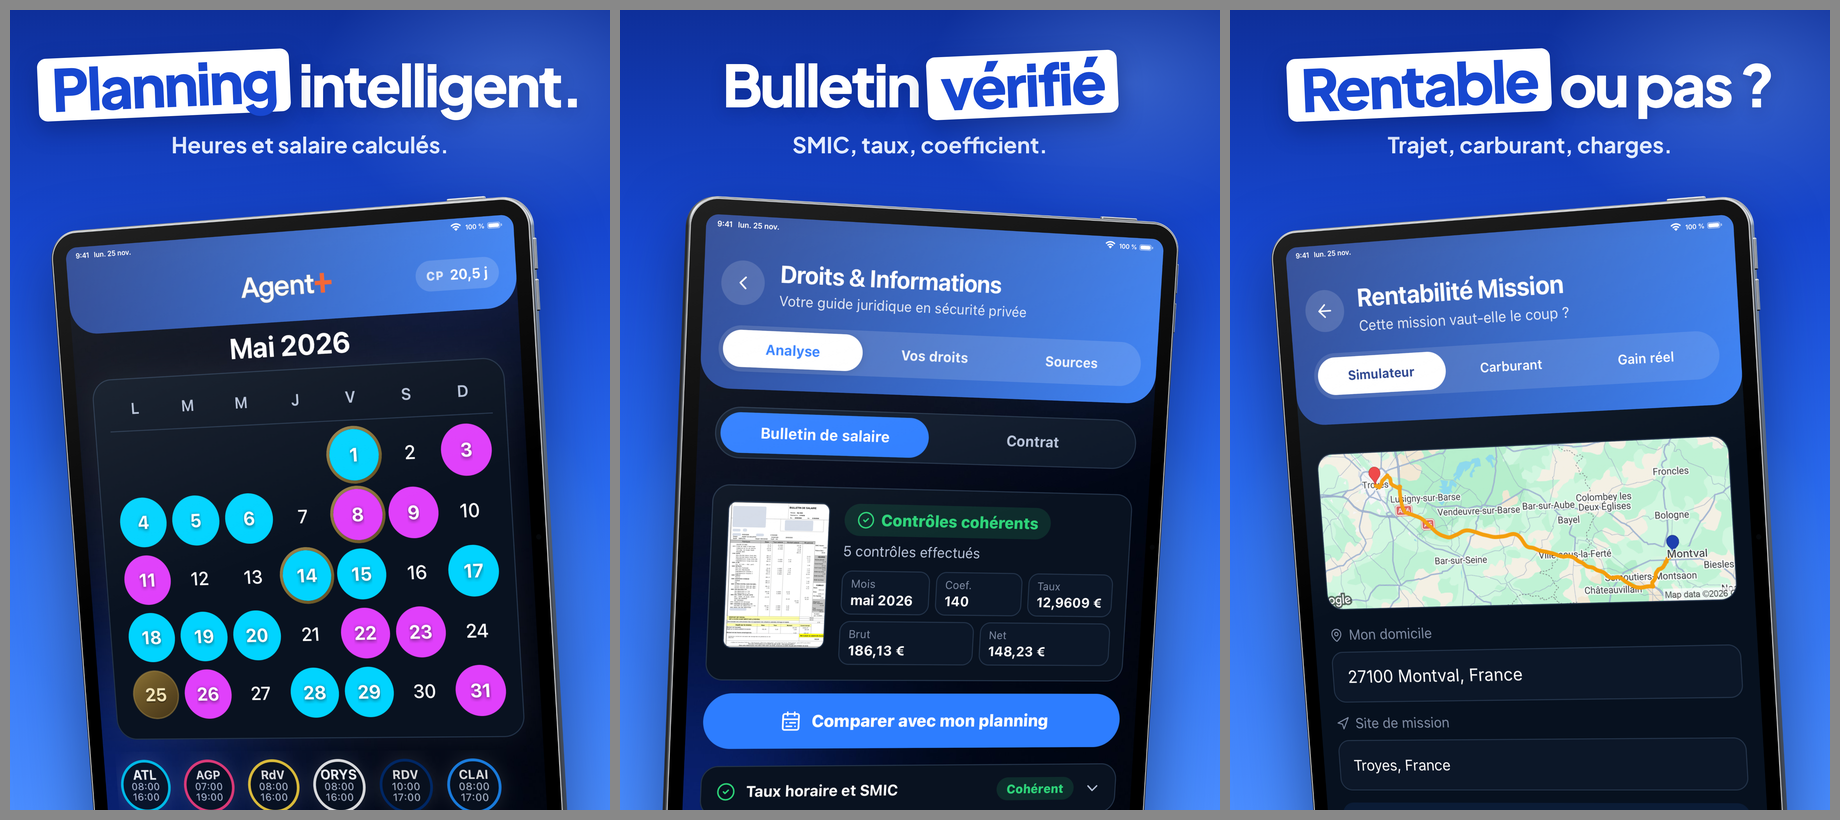 Planning intelligent.
Heures et salaire calculés.
9:41 lun. 25 nov.
100 %
Agent+
CP 20,5 j
Mai 2026
L M M J V S D
1 2 3
4 5 6 7 8 9 10
11 12 13 14 15 16 17
18 19 20 21 22 23 24
25 26 27 28 29 30 31
ATL AGP RdV ORYS RDV CLAI
08:00 07:00 08:00 08:00 10:00 08:00
16:00 19:00 16:00 16:00 17:00 17:00
Bulletin vérifié
SMIC, taux, coefficient.
9:41 lun. 25 nov.
100 %
Droits & Informations
Votre guide juridique en sécurité privée
Analyse
Vos droits
Sources
Bulletin de salaire
Contrat
Contrôles cohérents
5 contrôles effectués
Mois
mai 2026
Coef.
140
Taux
12,9609 €
Brut
186,13 €
Net
148,23 €
Comparer avec mon planning
Taux horaire et SMIC
Cohérent
Rentable ou pas ?
Trajet, carburant, charges.
9:41 lun. 25 nov.
100 %
Rentabilité Mission
Cette mission vaut-elle le coup ?
Simulateur
Carburant
Gain réel
Froncles
Lusigny-sur-Barse
Vendeuvre-sur-Barse
Bar-sur-Aube
Colombey les
Deux-Églises
Bayel
Bologne
Bar-sur-Seine
Montval
Biesles
Châteauvillain
Map data ©2026
Mon domicile
27100 Montval, France
Site de mission
Troyes, France